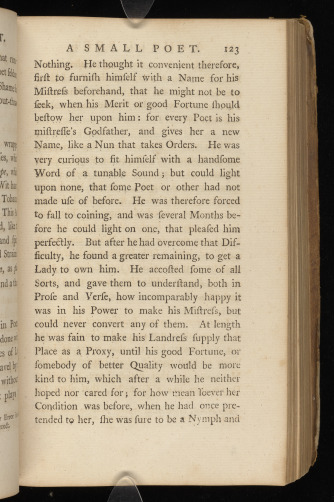 A SMALL POET. 123
Nothing. He thought it convenient therefore,
firſt to furniſh himſelf with a Name for his
Miſtreſs beforehand, that he might not be to
ſeek, when his Merit or good Fortune ſhould
beſtow her upon him: for every Poet is his
miſtreſſe's Godfather, and gives her a new
Name, like a Nun that takes Orders. He was
very curious to fit himſelf with a handſome
Word of a tunable Sound; but could light
upon none, that ſome Poet or other had not
made uſe of before. He was therefore forced
to fall to coining, and was ſeveral Months be-
fore he could light on one, that pleaſed him
perfectly. But after he had overcome that Dif-
ficulty, he found a greater remaining, to get a
Lady to own him. He accoſted ſome of all
Sorts, and gave them to underſtand, both in
Proſe and Verſe, how incomparably happy it
was in his Power to make his Miſtreſs, but
could never convert any of them. At length
he was fain to make his Landreſs ſupply that
Place as a Proxy, until his good Fortune, or
ſomebody of better Quality would be more
kind to him, which after a while he neither
hoped nor cared for; for how mean ſoever her
Condition was before, when he had once pre-
tended to her, ſhe was ſure to be a Nymph and